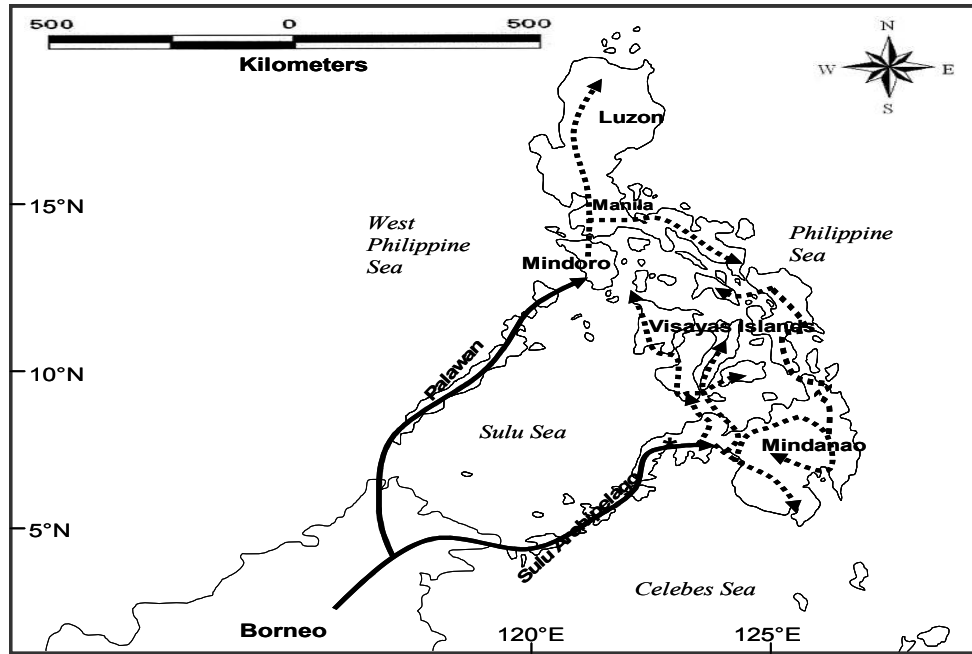 500 0 500
Kilometers
N
W E
S
Luzon
15°N
Manila
West
Philippine
Sea
Philippine
Sea
Mindoro
Visayas Islands
10°N
Palawan
Sulu Sea
*
Mindanao
Sulu Archipelago
5°N
Celebes Sea
Borneo
120°E
125°E